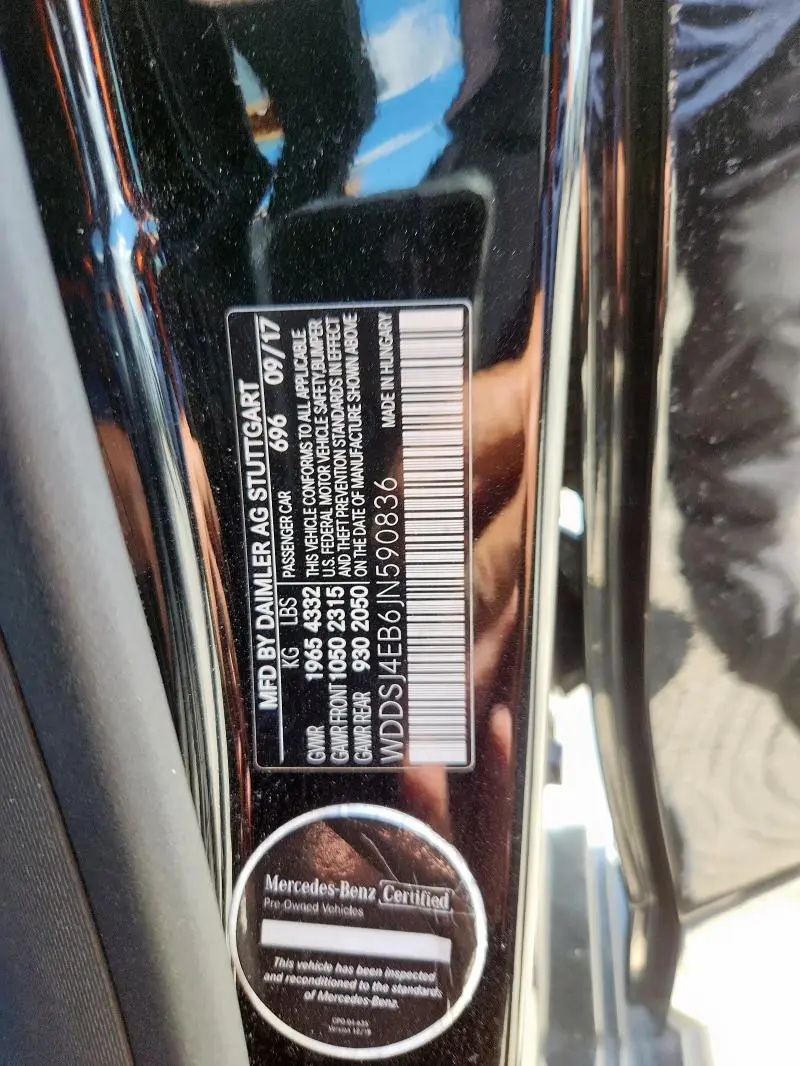 MFD BY DAIMLER AG STUTTGART
KG LBS PASSENGER CAR 696 09/17
GVWR 1965 4332 THIS VEHICLE CONFORMS TO ALL APPLICABLE
GAWR FRONT 1050 2315 U.S. FEDERAL MOTOR VEHICLE SAFETY,BUMPER
AND THEFT PREVENTION STANDARDS IN EFFECT
GAWR REAR 930 2050 ON THE DATE OF MANUFACTURE SHOWN ABOVE
WDDSJ4EB6JN590836 MADE IN HUNGARY
Mercedes-Benz Certified
Pre-Owned Vehicles
This vehicle has been inspected
and reconditioned to the standards
of Mercedes-Benz.
Version